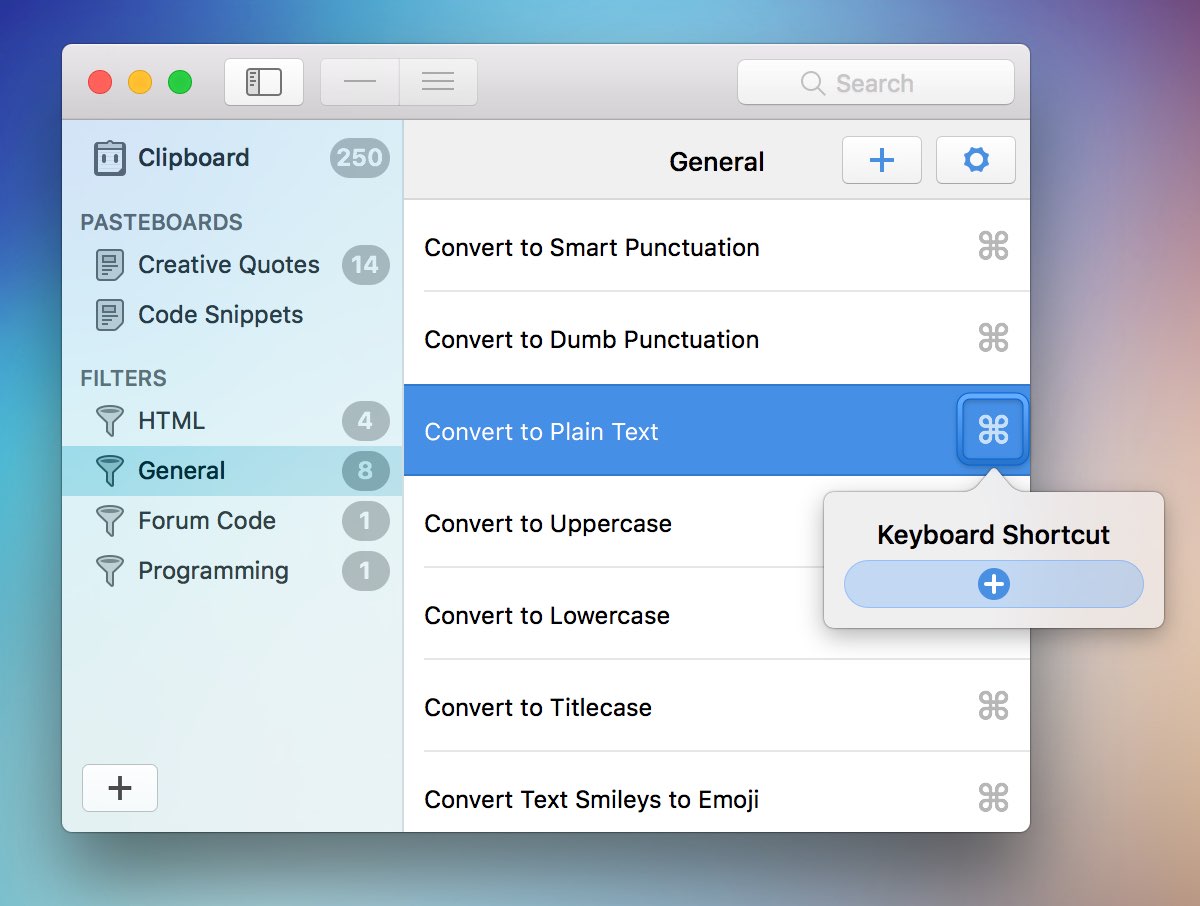 Search
Clipboard 250
PASTEBOARDS
Creative Quotes 14
Code Snippets
FILTERS
HTML 4
General 8
Forum Code 1
Programming 1
General
Convert to Smart Punctuation ⌘
Convert to Dumb Punctuation ⌘
Convert to Plain Text ⌘
Convert to Uppercase
Convert to Lowercase
Convert to Titlecase ⌘
Convert Text Smileys to Emoji ⌘
Keyboard Shortcut